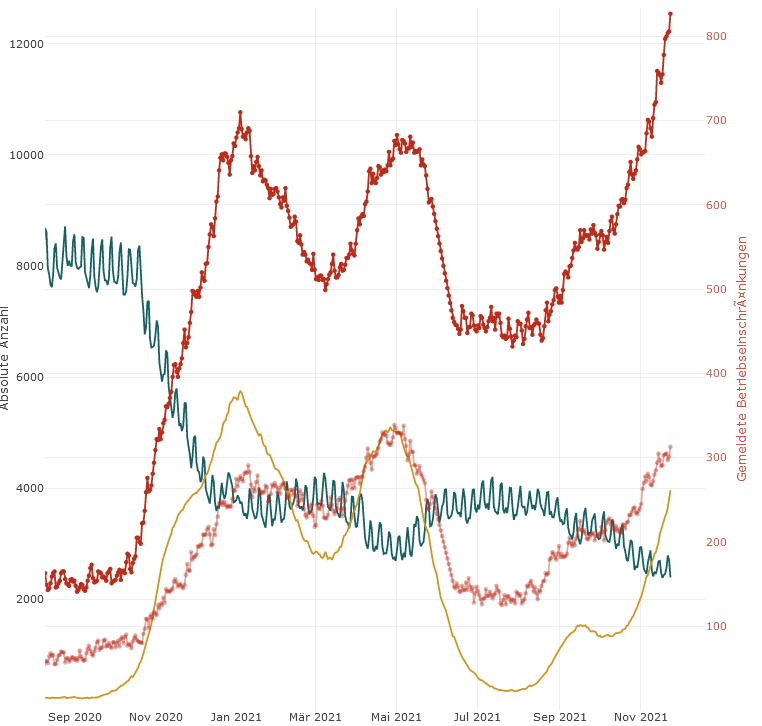 12000
10000
8000
6000
4000
2000
Absolute Anzahl
800
700
600
500
400
300
200
100
Gemeldete BetriebseinschrÃ¤nkungen
Sep 2020
Nov 2020
Jan 2021
Mär 2021
Mai 2021
Jul 2021
Sep 2021
Nov 2021